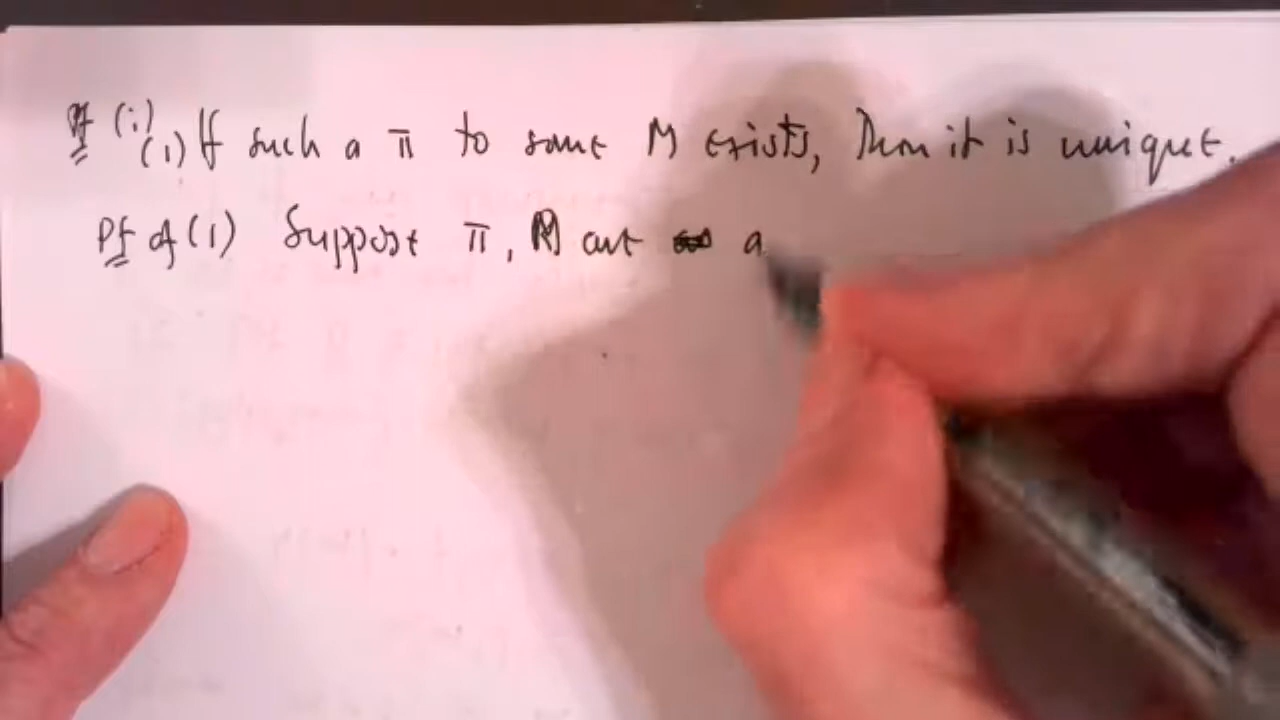 Pf (i)
(1) If such a π to some M exists, Then it is unique.
Pf of (1) Suppose π, M are a